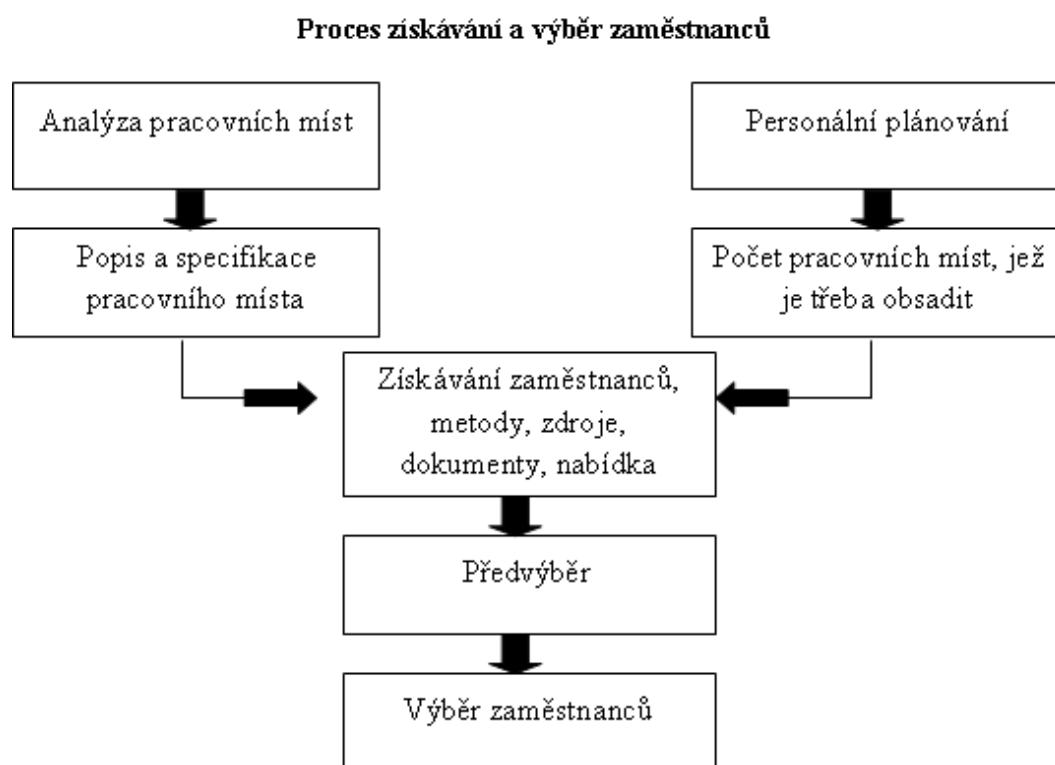 Proces získávání a výběr zaměstnanců
Analýza pracovních míst
Personální plánování
Popis a specifikace
pracovního místa
Počet pracovních míst, jež
je třeba obsadit
Získávání zaměstnanců,
metody, zdroje,
dokumenty, nabídka
Předvýběr
Výběr zaměstnanců